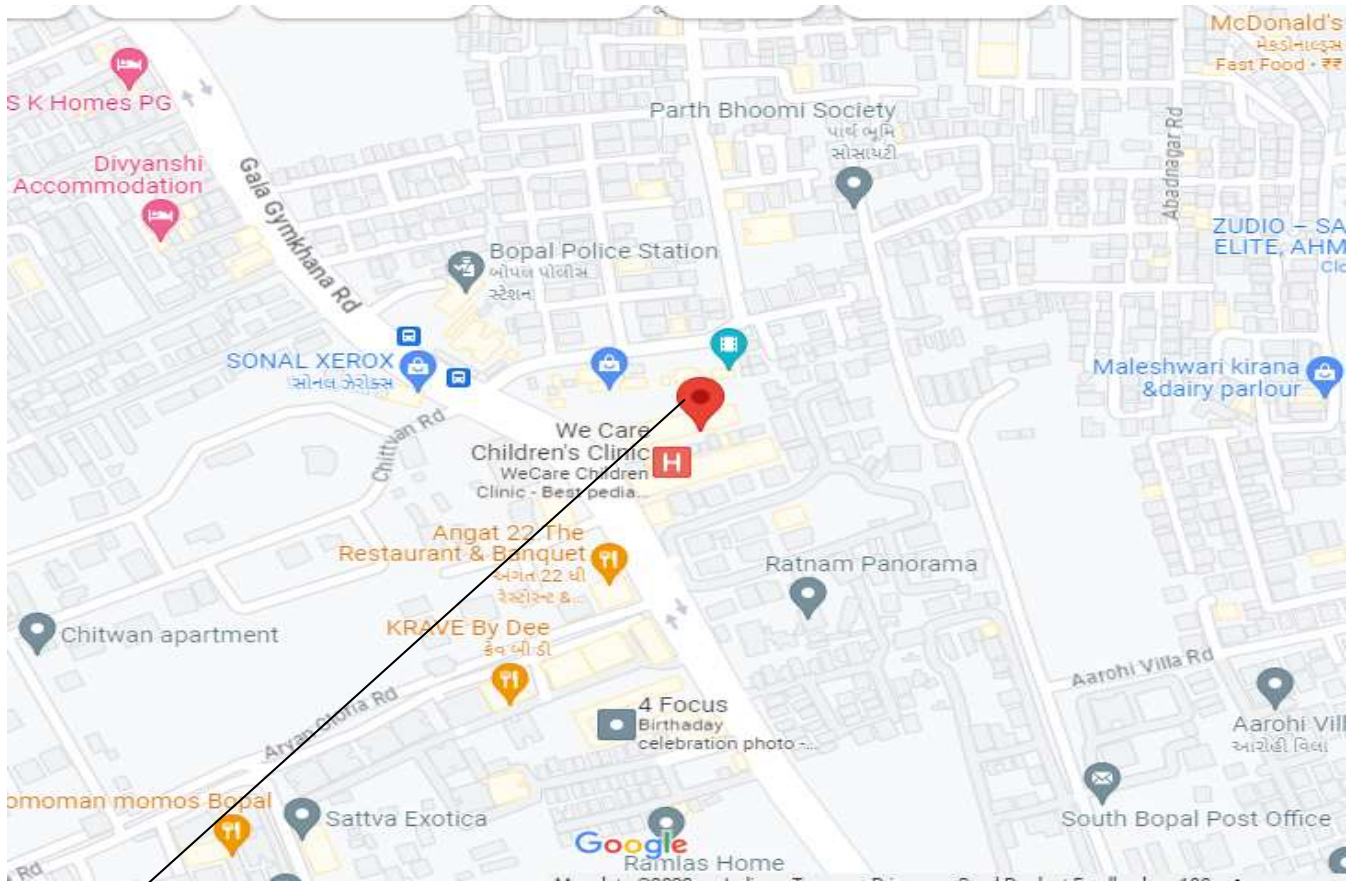 McDonald's
મેકડોનાલ્ડ્સ
Fast Food · ₹₹
S K Homes PG
Parth Bhoomi Society
પાર્થ ભૂમિ
સોસાયટી
Abadnagar Rd
Divyanshi
Accommodation
Gala Gymkhana Rd
ZUDIO – SA
ELITE, AHM
Clo
Bopal Police Station
બોપલ પોલીસ
સ્ટેશન
SONAL XEROX
સોનલ ઝેરોક્સ
Maleshwari kirana
&dairy parlour
Chitvan Rd
We Care
Children's Clinic
WeCare Children
Clinic - Best pedia...
H
Angat 22 The
Restaurant & Banquet
અંગત 22 ધી
રેસ્ટોરન્ટ &...
Ratnam Panorama
Chitwan apartment
KRAVE By Dee
ક્રેવ બી ડી
Aarohi Villa Rd
Aryan Gloria Rd
4 Focus
Birthaday
celebration photo -...
Aarohi Vill
આરોહી વિલા
omoman momos Bopal
Sattva Exotica
South Bopal Post Office
Google
Ramlas Home
Rd